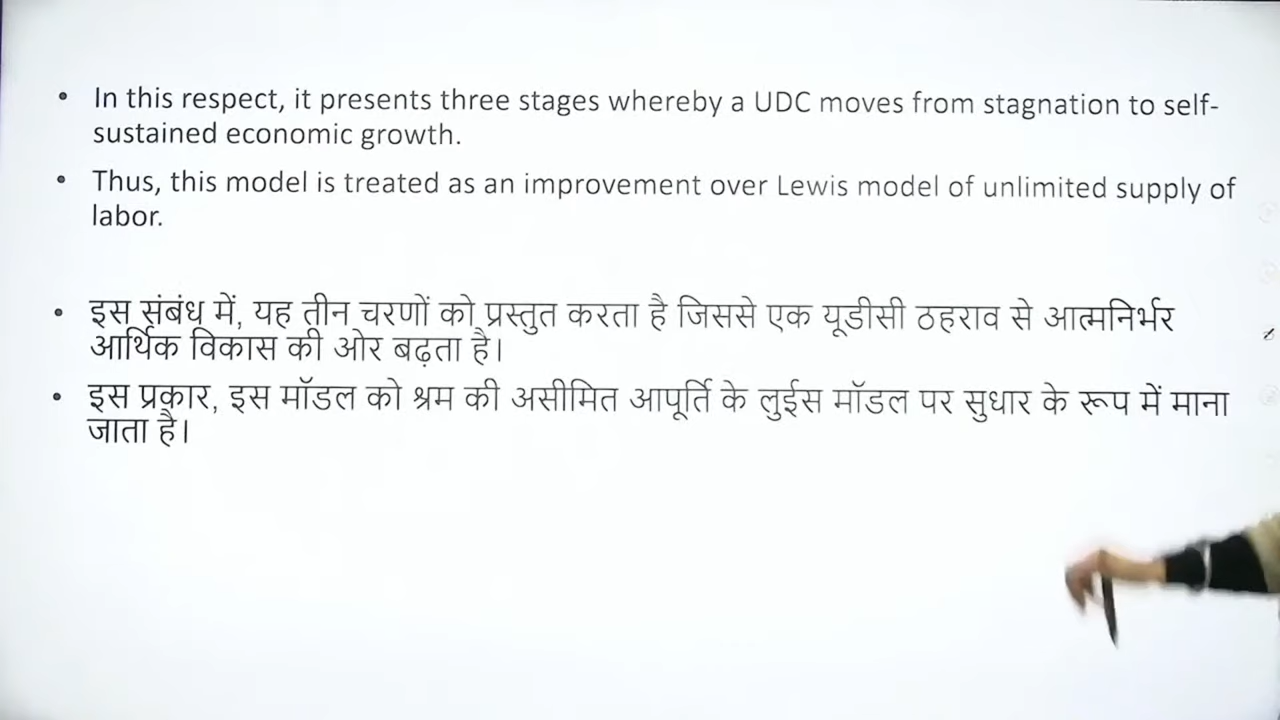 • In this respect, it presents three stages whereby a UDC moves from stagnation to self-
sustained economic growth.
• Thus, this model is treated as an improvement over Lewis model of unlimited supply of
labor.
• इस संबंध में, यह तीन चरणों को प्रस्तुत करता है जिससे एक यूडीसी ठहराव से आत्मनिर्भर
आर्थिक विकास की ओर बढ़ता है।
• इस प्रकार, इस मॉडल को श्रम की असीमित आपूर्ति के लुईस मॉडल पर सुधार के रूप में माना
जाता है।